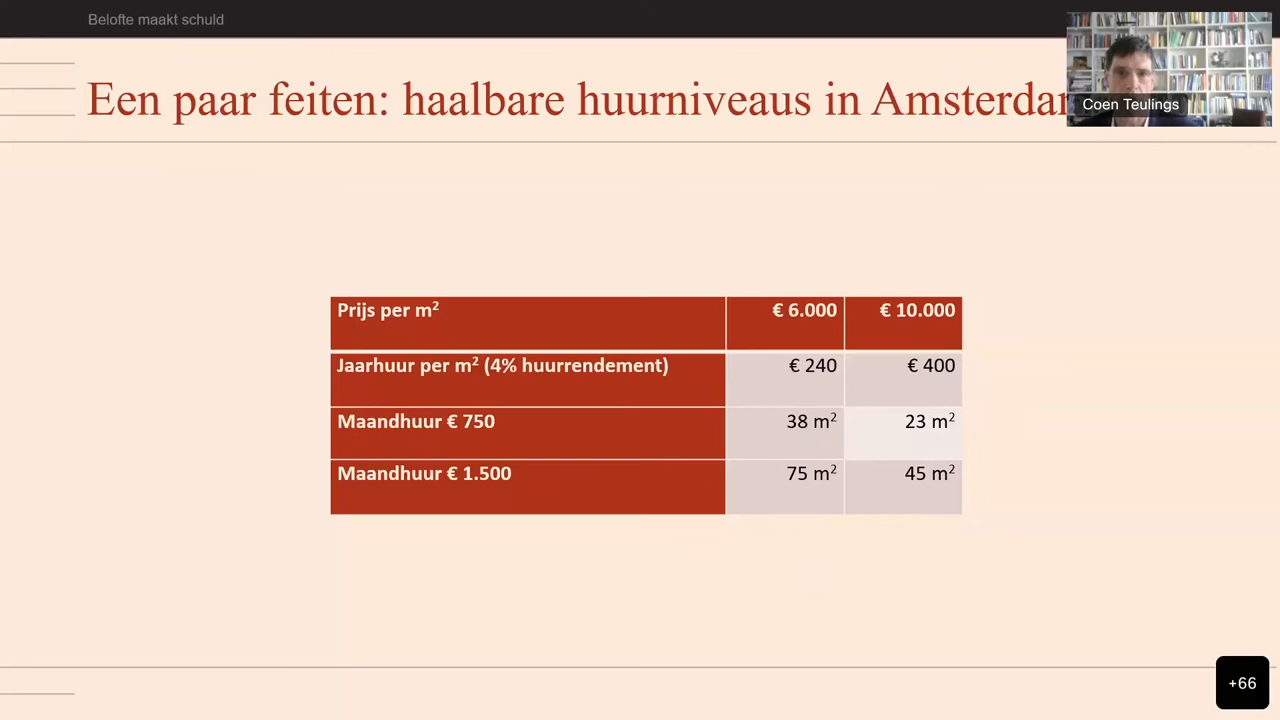 Belofte maakt schuld
Een paar feiten: haalbare huurniveaus in Amsterdam
Coen Teulings
Prijs per m² € 6.000 € 10.000
Jaarhuur per m² (4% huurrendement) € 240 € 400
Maandhuur € 750 38 m² 23 m²
Maandhuur € 1.500 75 m² 45 m²
+66